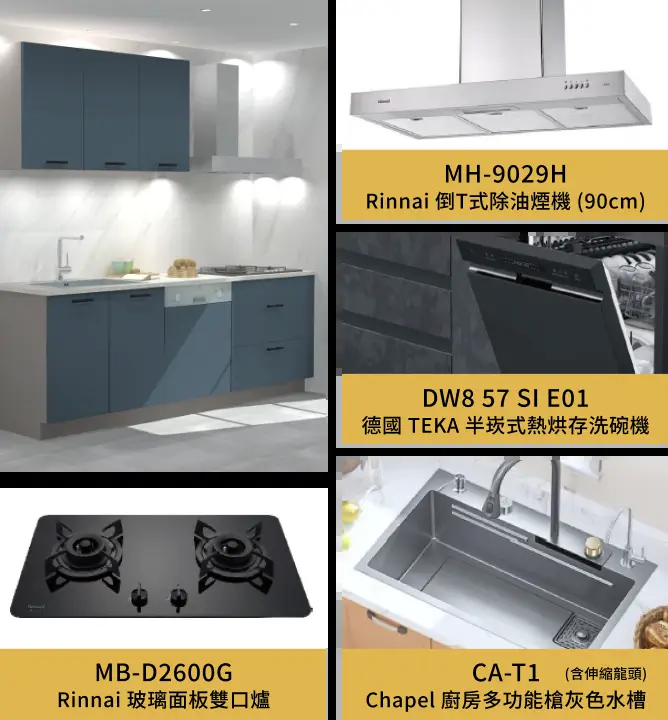 MH-9029H
Rinnai 倒T式除油煙機 (90cm)
DW8 57 SI E01
德國 TEKA 半崁式熱烘存洗碗機
MB-D2600G
Rinnai 玻璃面板雙口爐
CA-T1 (含伸縮龍頭)
Chapel 廚房多功能槍灰色水槽